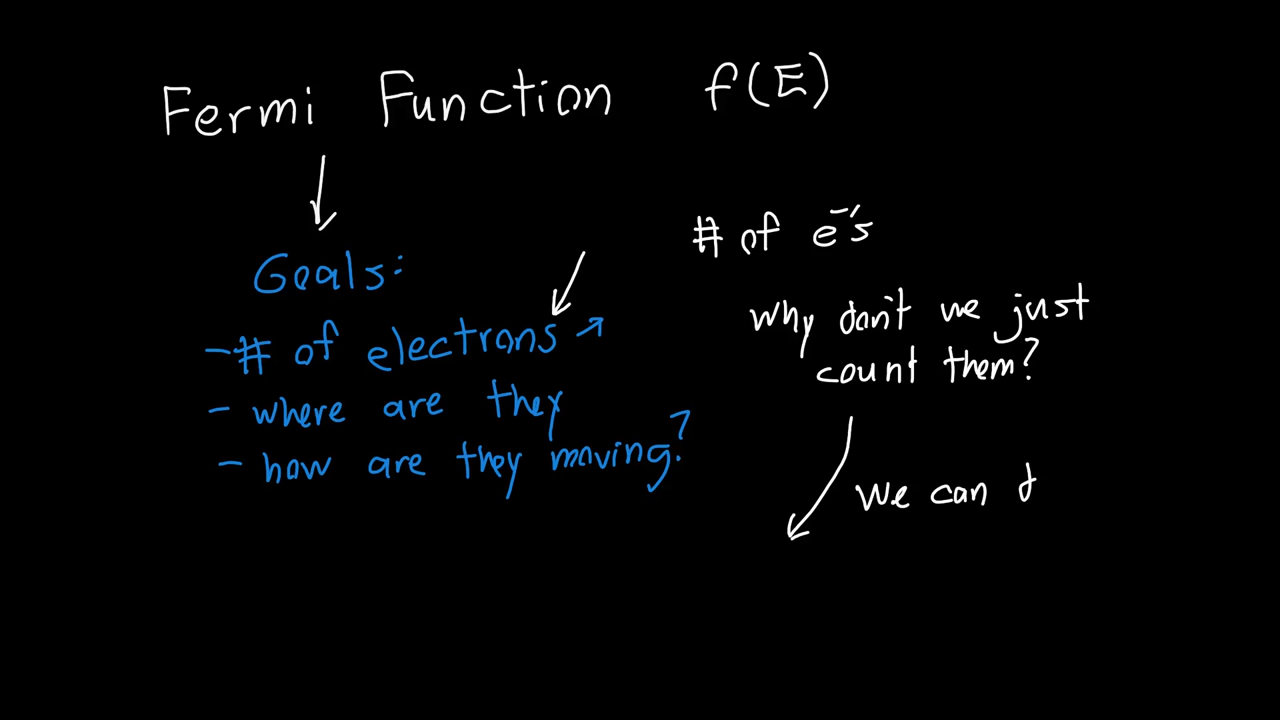 Fermi Function f(E)
Goals:
- # of electrons
- where are they
- how are they moving?
# of e⁻'s
why don't we just
count them?
we can